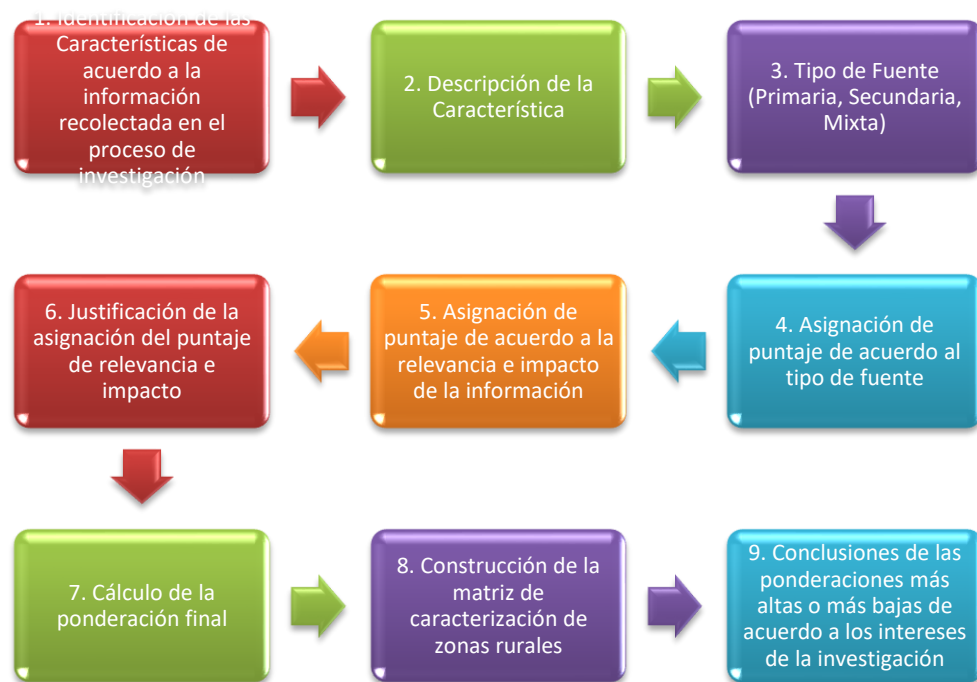 1. Identificación de las
Características de
acuerdo a la
información
recolectada en el
proceso de
investigación
2. Descripción de la
Característica
3. Tipo de Fuente
(Primaria, Secundaria,
Mixta)
4. Asignación de
puntaje de acuerdo al
tipo de fuente
5. Asignación de
puntaje de acuerdo a la
relevancia e impacto
de la información
6. Justificación de la
asignación del puntaje
de relevancia e
impacto
7. Cálculo de la
ponderación final
8. Construcción de la
matriz de
caracterización de
zonas rurales
9. Conclusiones de las
ponderaciones más
altas o más bajas de
acuerdo a los intereses
de la investigación